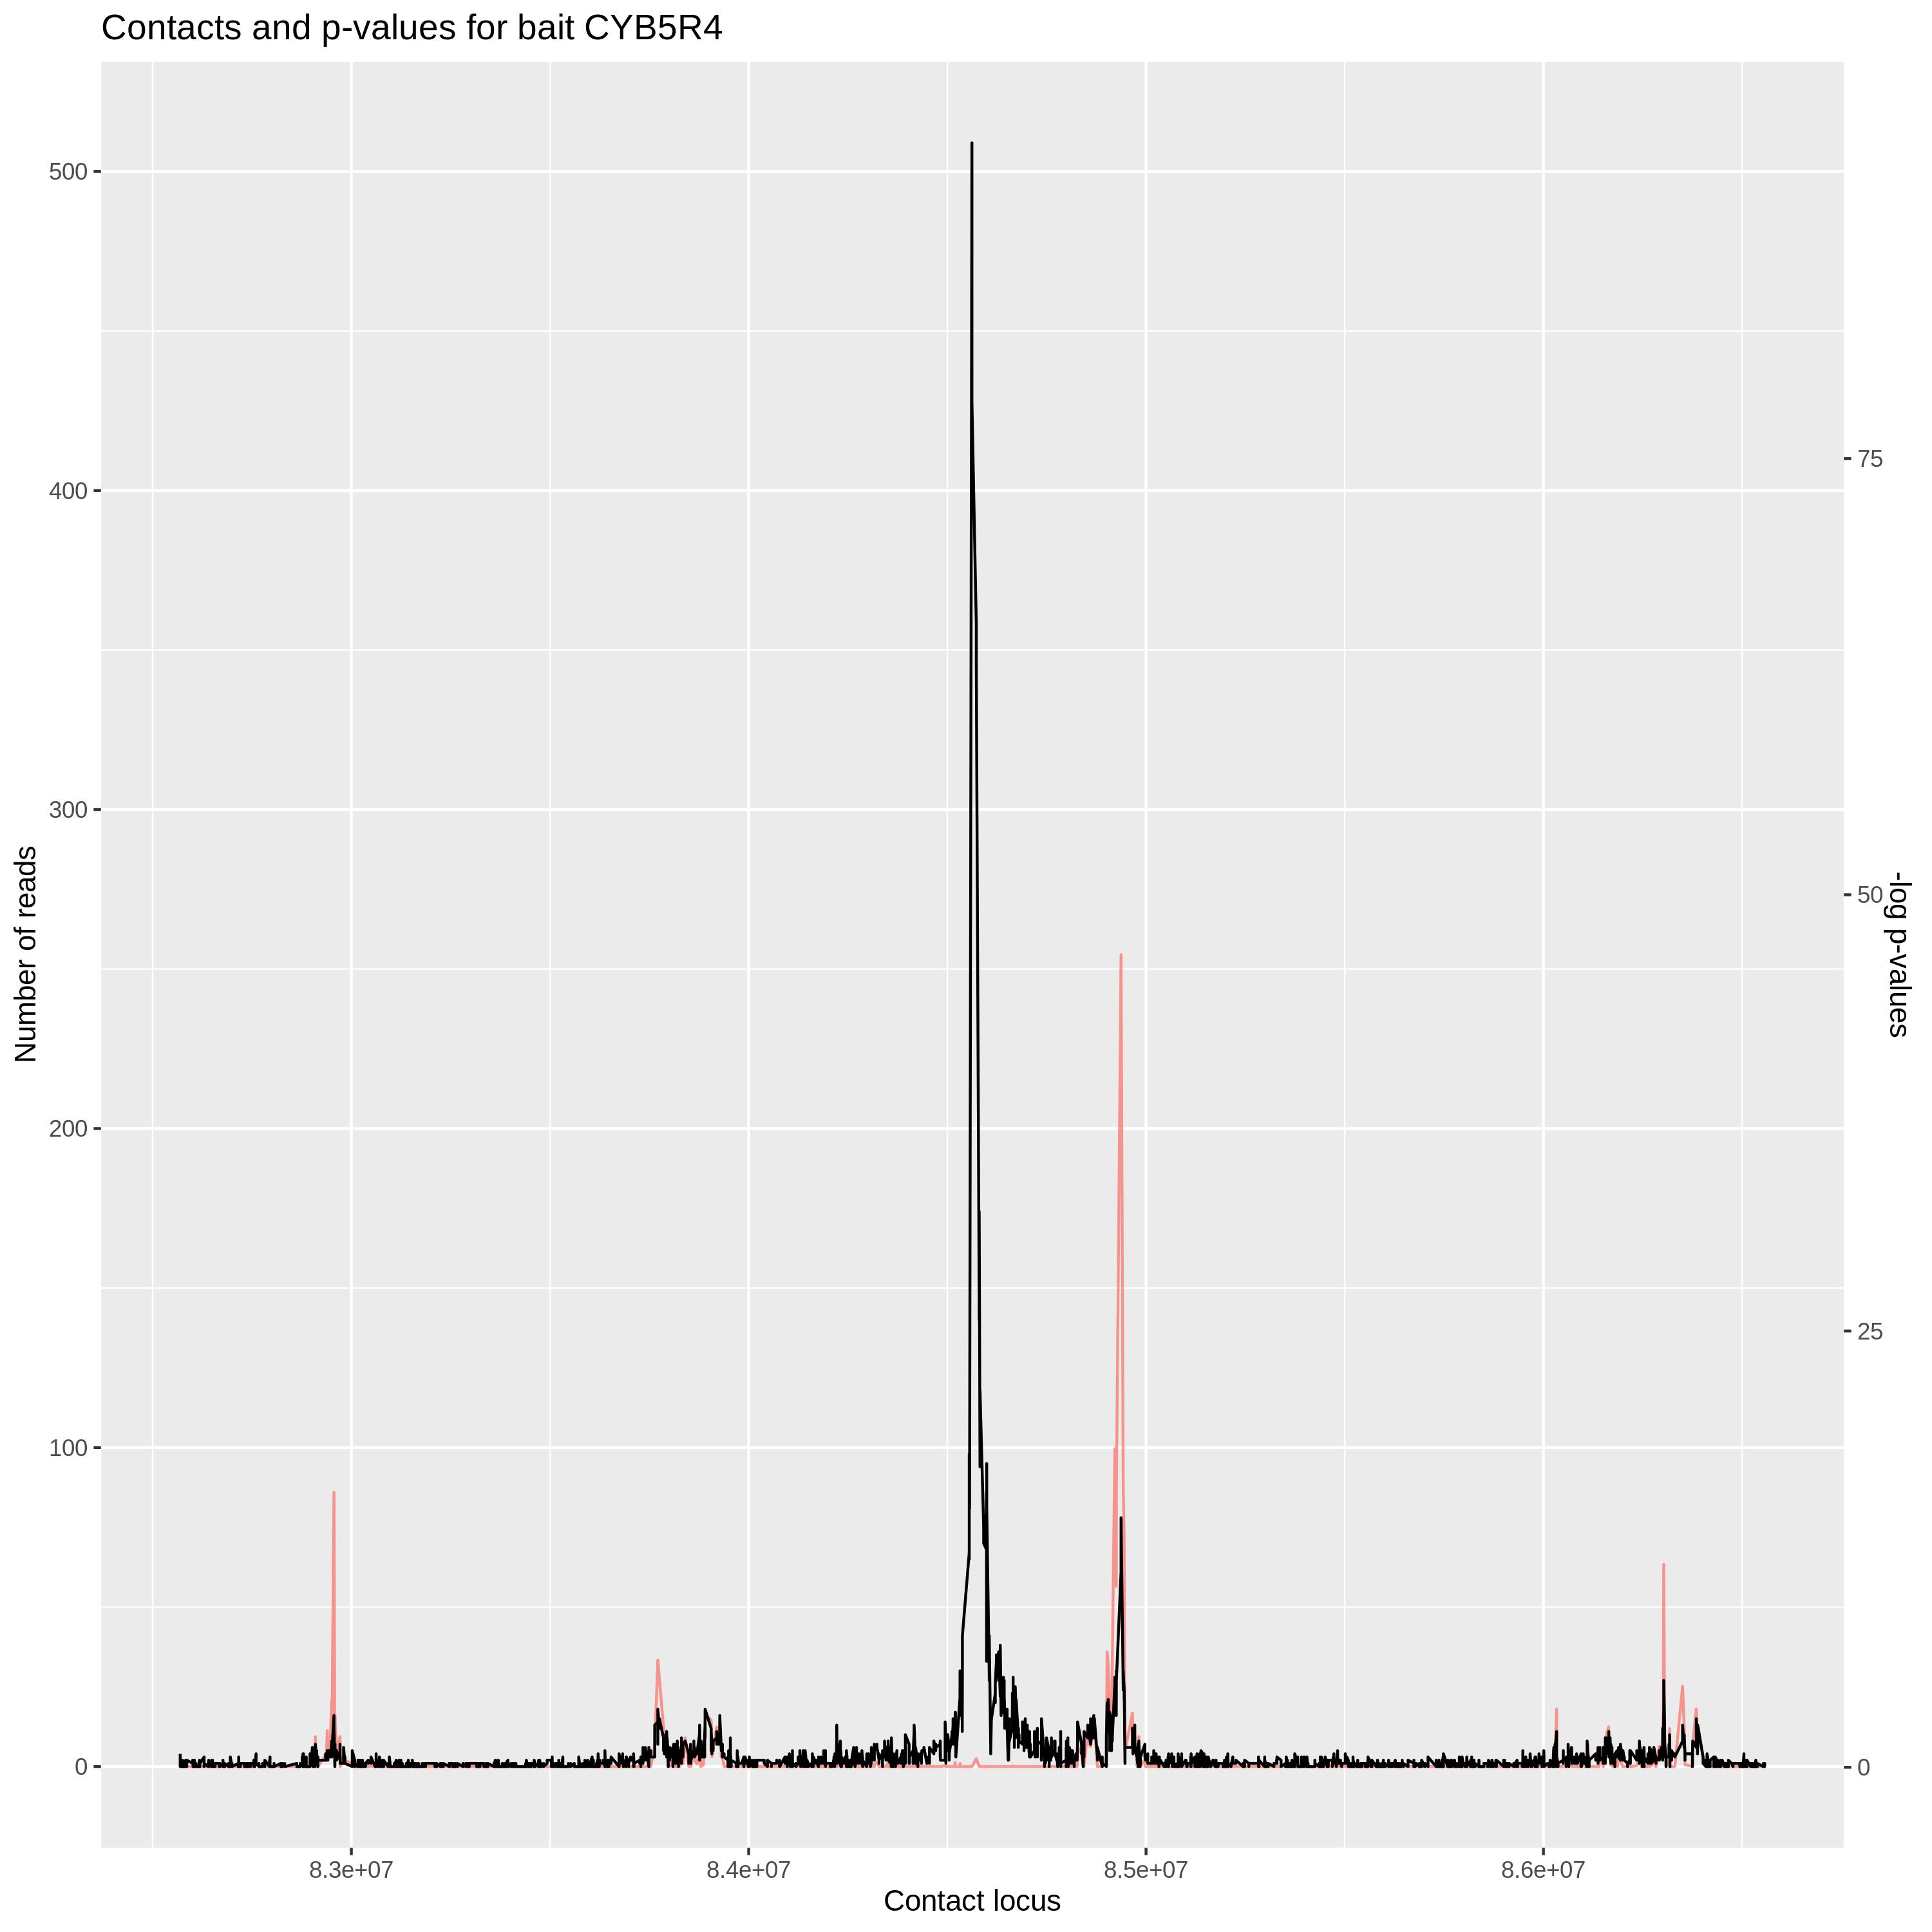 Contacts and p-values for bait CYB5R4
500
400
300
200
100
0
Number of reads
75
50
25
0
-log p-values
8.3e+07 8.4e+07 8.5e+07 8.6e+07
Contact locus